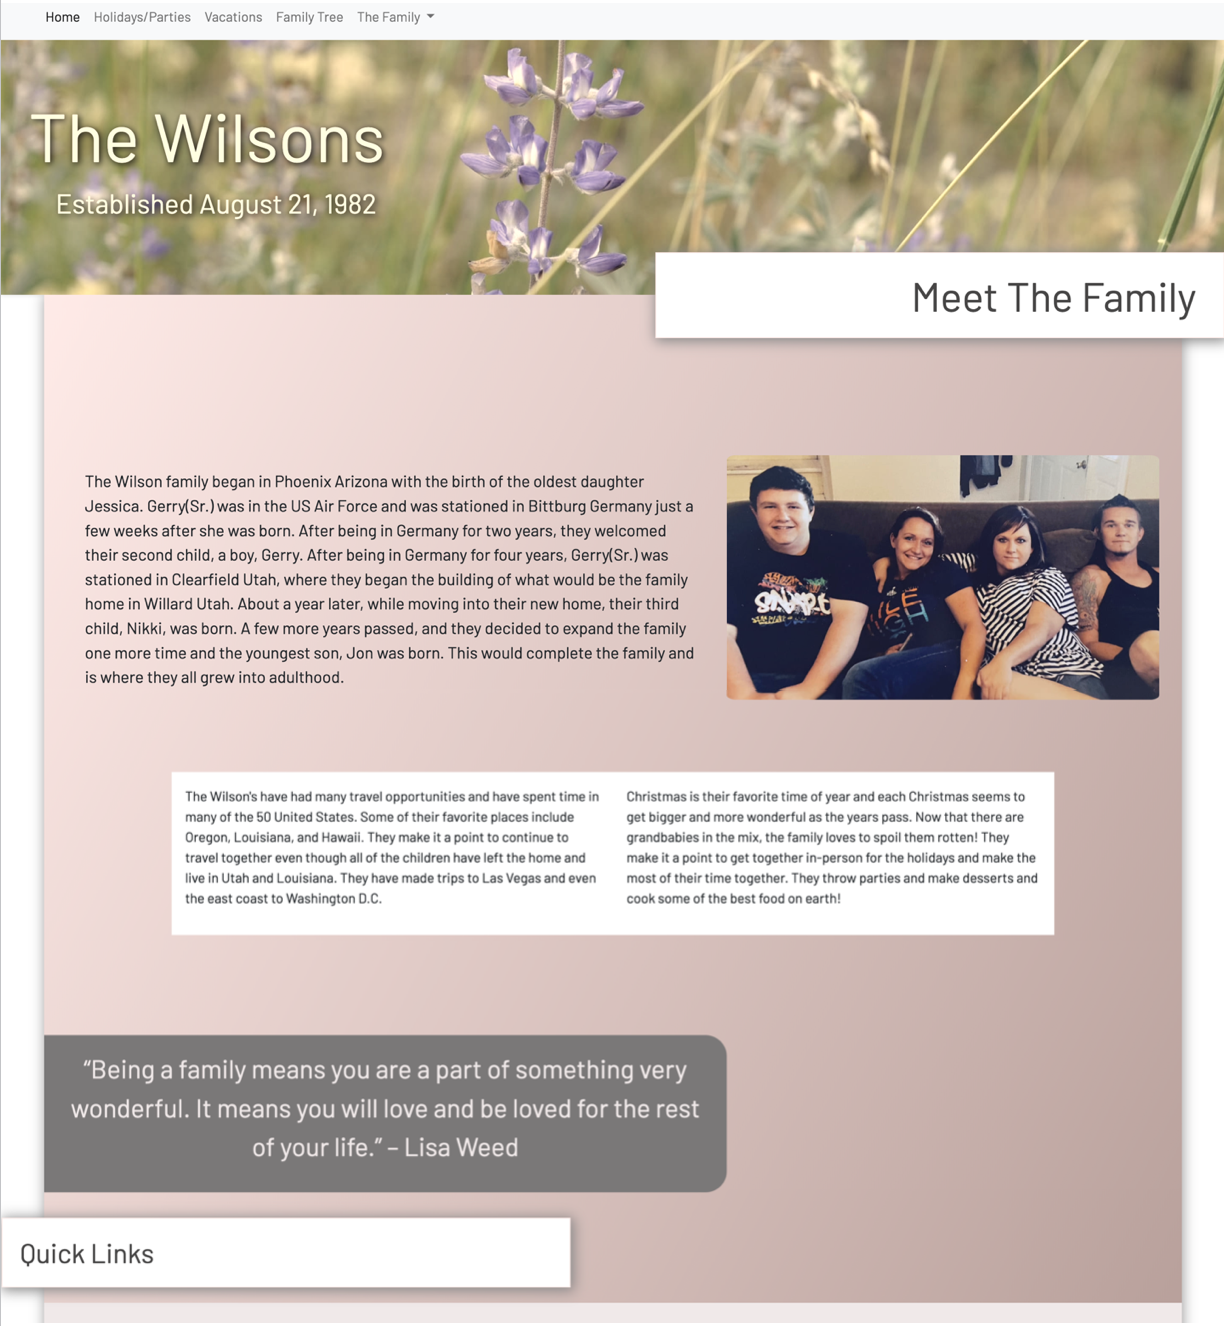 Home Holidays/Parties Vacations Family Tree The Family
The Wilsons
Established August 21, 1982
Meet The Family
The Wilson family began in Phoenix Arizona with the birth of the oldest daughter
Jessica. Gerry(Sr.) was in the US Air Force and was stationed in Bittburg Germany just a
few weeks after she was born. After being in Germany for two years, they welcomed
their second child, a boy, Gerry. After being in Germany for four years, Gerry(Sr.) was
stationed in Clearfield Utah, where they began the building of what would be the family
home in Willard Utah. About a year later, while moving into their new home, their third
child, Nikki, was born. A few more years passed, and they decided to expand the family
one more time and the youngest son, Jon was born. This would complete the family and
is where they all grew into adulthood.
The Wilson's have had many travel opportunities and have spent time in
many of the 50 United States. Some of their favorite places include
Oregon, Louisiana, and Hawaii. They make it a point to continue to
travel together even though all of the children have left the home and
live in Utah and Louisiana. They have made trips to Las Vegas and even
the east coast to Washington D.C.
Christmas is their favorite time of year and each Christmas seems to
get bigger and more wonderful as the years pass. Now that there are
grandbabies in the mix, the family loves to spoil them rotten! They
make it a point to get together in-person for the holidays and make the
most of their time together. They throw parties and make desserts and
cook some of the best food on earth!
“Being a family means you are a part of something very
wonderful. It means you will love and be loved for the rest
of your life.” – Lisa Weed
Quick Links